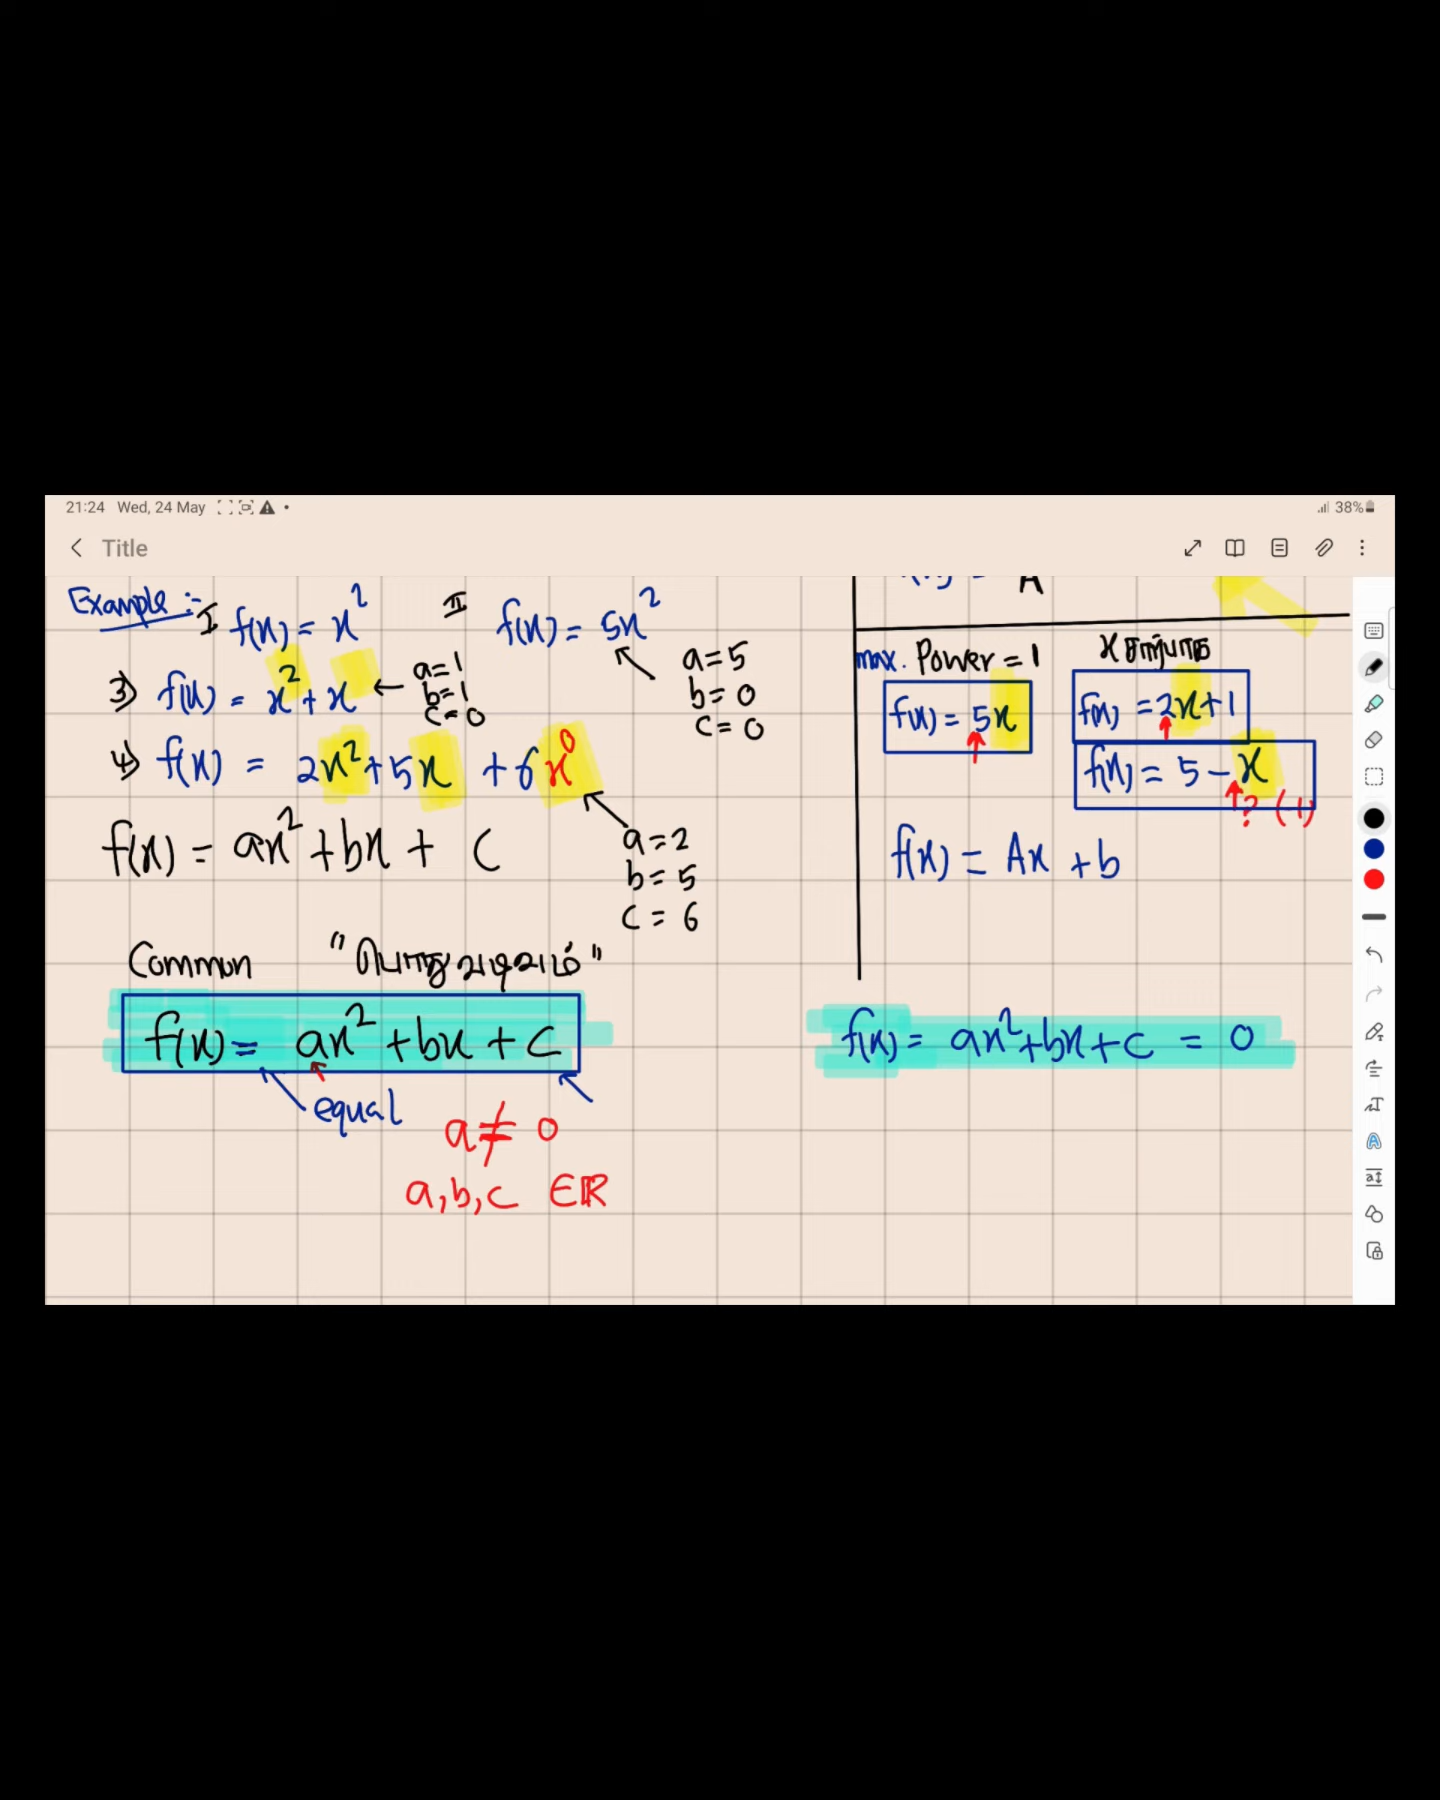 21:24 Wed, 24 May
38%
Title
Example :-
I f(x) = x²
II f(x) = 5x²
a=5
b=0
c=0
3) f(x) = x² + x
a=1
b=1
c=0
4) f(x) = 2x² + 5x + 6x⁰
a=2
b=5
c=6
f(x) = ax² + bx + c
Common
f(x) = ax² + bx + c
equal
a ≠ 0
a, b, c ∈ℝ
A
max. Power = 1
x
f(x) = 5x
f(x) = 2x+1
f(x) = 5 - x
? (-1)
f(x) = Ax + b
f(x) = ax²+bx+c = 0